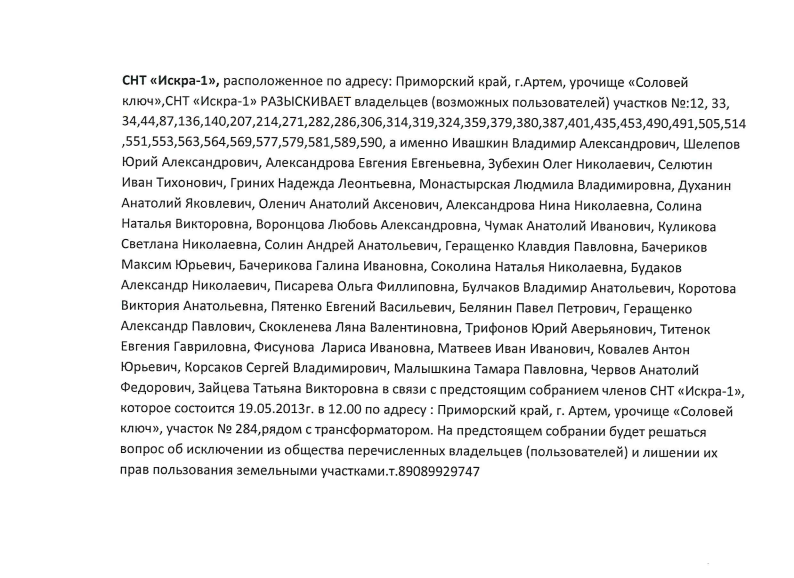 СНТ «Искра-1», расположенное по адресу: Приморский край, г.Артем, урочище «Соловей
ключ»,СНТ «Искра-1» РАЗЫСКИВАЕТ владельцев (возможных пользователей) участков №:12, 33,
34,44,87,136,140,207,214,271,282,286,306,314,319,324,359,379,380,387,401,435,453,490,491,505,514
,551,553,563,564,569,577,579,581,589,590, а именно Ивашкин Владимир Александрович, Шелепов
Юрий Александрович, Александрова Евгения Евгеньевна, Зубехин Олег Николаевич, Селютин
Иван Тихонович, Гриних Надежда Леонтьевна, Монастырская Людмила Владимировна, Духанин
Анатолий Яковлевич, Оленич Анатолий Аксенович, Александрова Нина Николаевна, Солина
Наталья Викторовна, Воронцова Любовь Александровна, Чумак Анатолий Иванович, Куликова
Светлана Николаевна, Солин Андрей Анатольевич, Геращенко Клавдия Павловна, Бачериков
Максим Юрьевич, Бачерикова Галина Ивановна, Соколина Наталья Николаевна, Будаков
Александр Николаевич, Писарева Ольга Филлиповна, Булчаков Владимир Анатольевич, Коротова
Виктория Анатольевна, Пятенко Евгений Васильевич, Белянин Павел Петрович, Геращенко
Александр Павлович, Скокленева Ляна Валентиновна, Трифонов Юрий Аверьянович, Титенок
Евгения Гавриловна, Фисунова Лариса Ивановна, Матвеев Иван Иванович, Ковалев Антон
Юрьевич, Корсаков Сергей Владимирович, Малышкина Тамара Павловна, Червов Анатолий
Федорович, Зайцева Татьяна Викторовна в связи с предстоящим собранием членов СНТ «Искра-1»,
которое состоится 19.05.2013г. в 12.00 по адресу : Приморский край, г. Артем, урочище «Соловей
ключ», участок № 284,рядом с трансформатором. На предстоящем собрании будет решаться
вопрос об исключении из общества перечисленных владельцев (пользователей) и лишении их
прав пользования земельными участками.т.89089929747